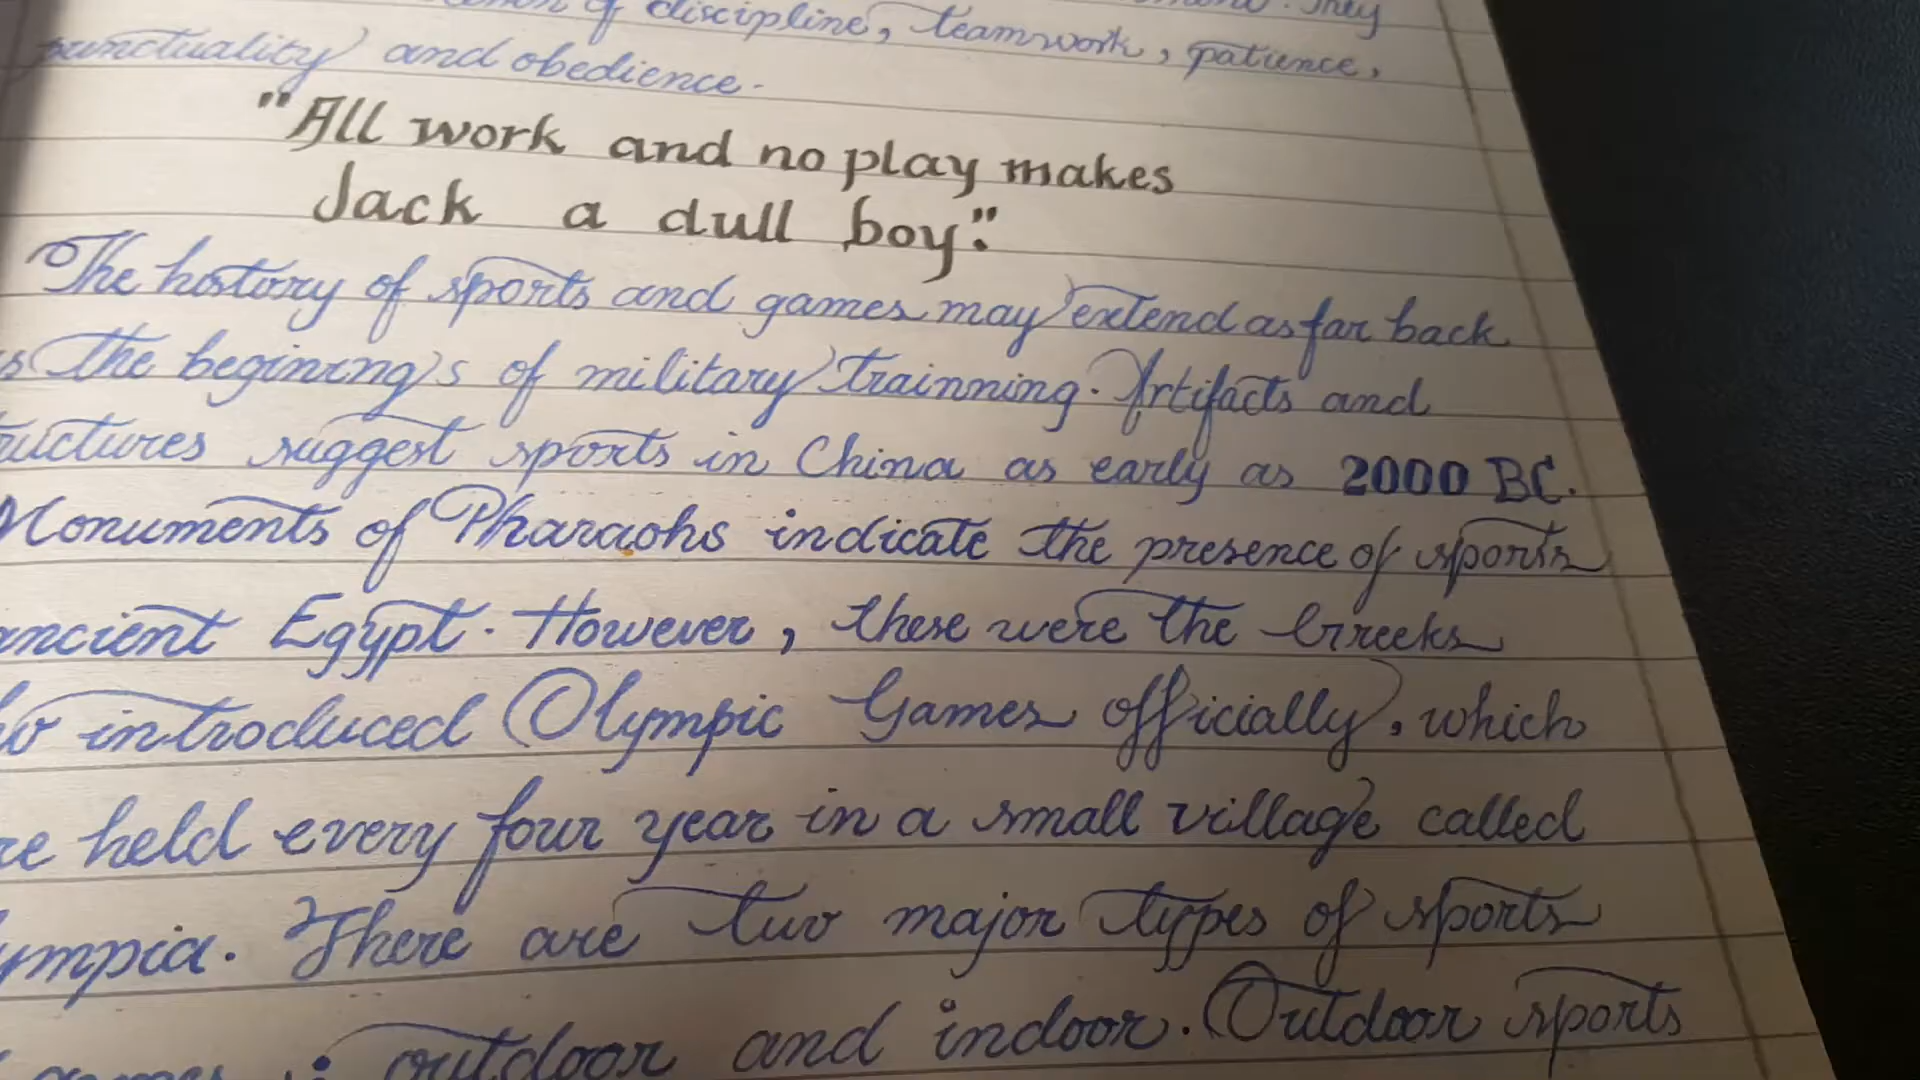 of discipline, teamwork, patience,
punctuality and obedience.
"All work and no play makes
Jack a dull boy".
The history of sports and games may extend as far back
as the begining's of military trainning. Artifacts and
suggest sports in China as early as 2000 BC.
Monuments of Pharaohs indicate the presence of sports
ancient Egypt. However, these were the Greeks
introduced Olympic Games officially, which
held every four year in a small village called
There are two major types of sports
games : outdoor and indoor. Outdoor sports